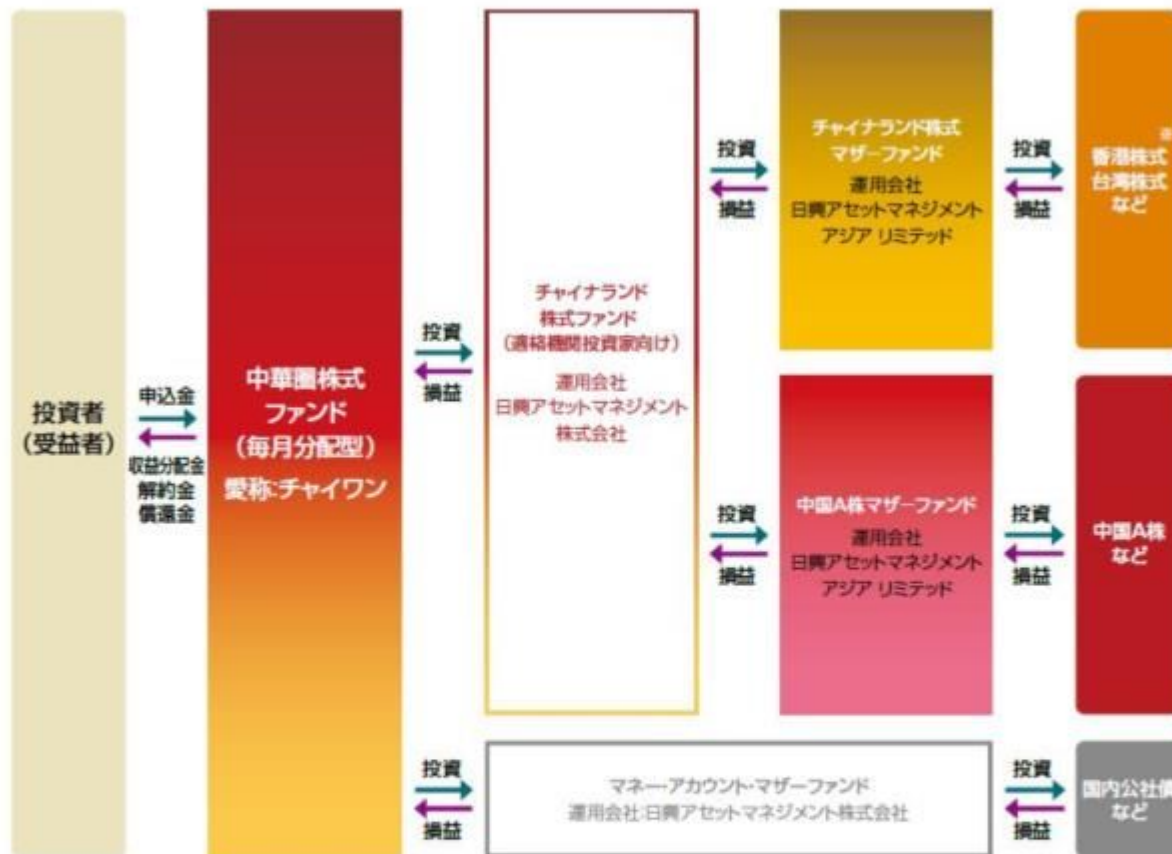 投資者
（受益者）
申込金
収益分配金
解約金
償還金
中華圏株式
ファンド
（毎月分配型）
愛称:チャイワン
投資
損益
チャイナランド
株式ファンド
（適格機関投資家向け）
運用会社
日興アセットマネジメント
株式会社
投資
損益
チャイナランド株式
マザーファンド
運用会社
日興アセットマネジメント
アジア リミテッド
投資
損益
香港株式
台湾株式
など
投資
損益
中国A株マザーファンド
運用会社
日興アセットマネジメント
アジア リミテッド
投資
損益
中国A株
など
投資
損益
マネー・アカウント・マザーファンド
運用会社:日興アセットマネジメント株式会社
投資
損益
国内公社債
など